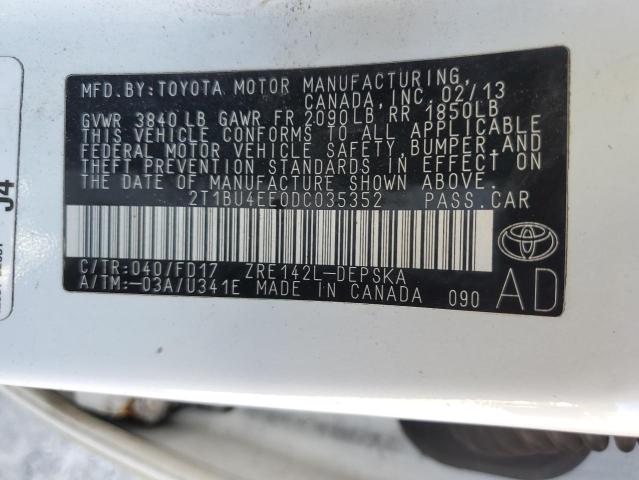 MFD. BY: TOYOTA MOTOR MANUFACTURING,
CANADA, INC. 02/13
GVWR 3840 LB GAWR FR 2090LB RR 1850LB
THIS VEHICLE CONFORMS TO ALL APPLICABLE
FEDERAL MOTOR VEHICLE SAFETY, BUMPER, AND
THEFT PREVENTION STANDARDS IN EFFECT ON
THE DATE OF MANUFACTURE SHOWN ABOVE.
2T1BU4EE0DC035352 PASS. CAR
C/TR: 040/FD17 ZRE142L-DEPSKA
A/TM: -03A/U341E MADE IN CANADA 090
AD
J4